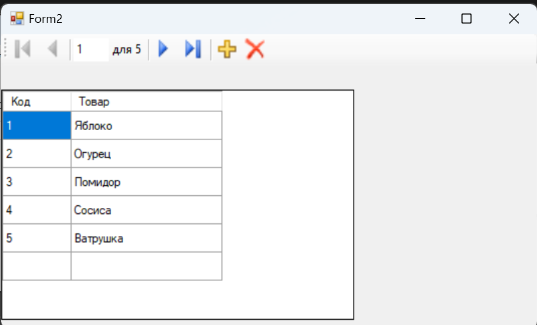 Form2
1 для 5
Код Товар
1 Яблоко
2 Огурец
3 Помидор
4 Сосиса
5 Ватрушка